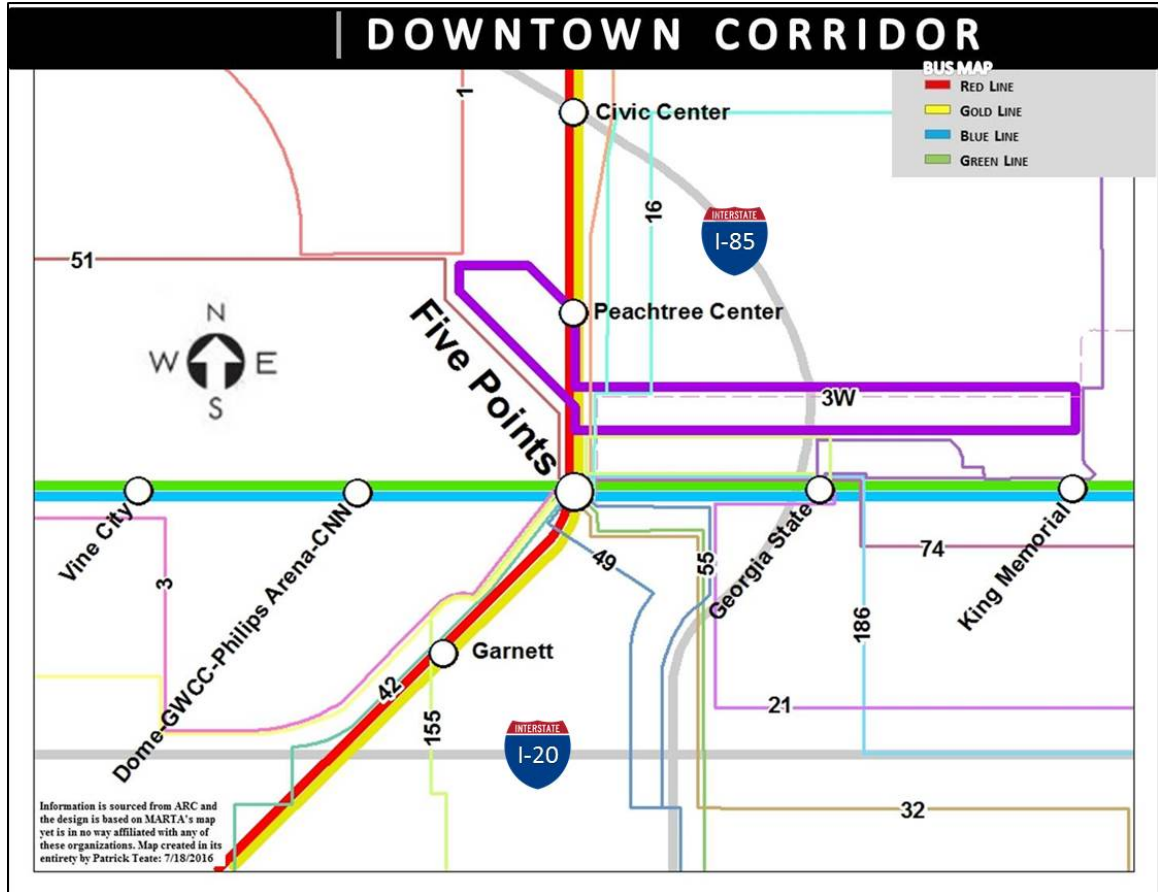 DOWNTOWN CORRIDOR
BUS MAP
RED LINE
GOLD LINE
BLUE LINE
GREEN LINE
1
Civic Center
16
INTERSTATE
I-85
51
N
W E
S
Peachtree Center
Five Points
3W
Vine City
Dome-GWCC-Philips Arena-CNN
Georgia State
King Memorial
3
49
55
74
186
Garnett
42
155
21
INTERSTATE
I-20
32
Information is sourced from ARC and
the design is based on MARTA's map
yet is in no way affiliated with any of
these organizations. Map created in its
entirety by Patrick Teate: 7/18/2016